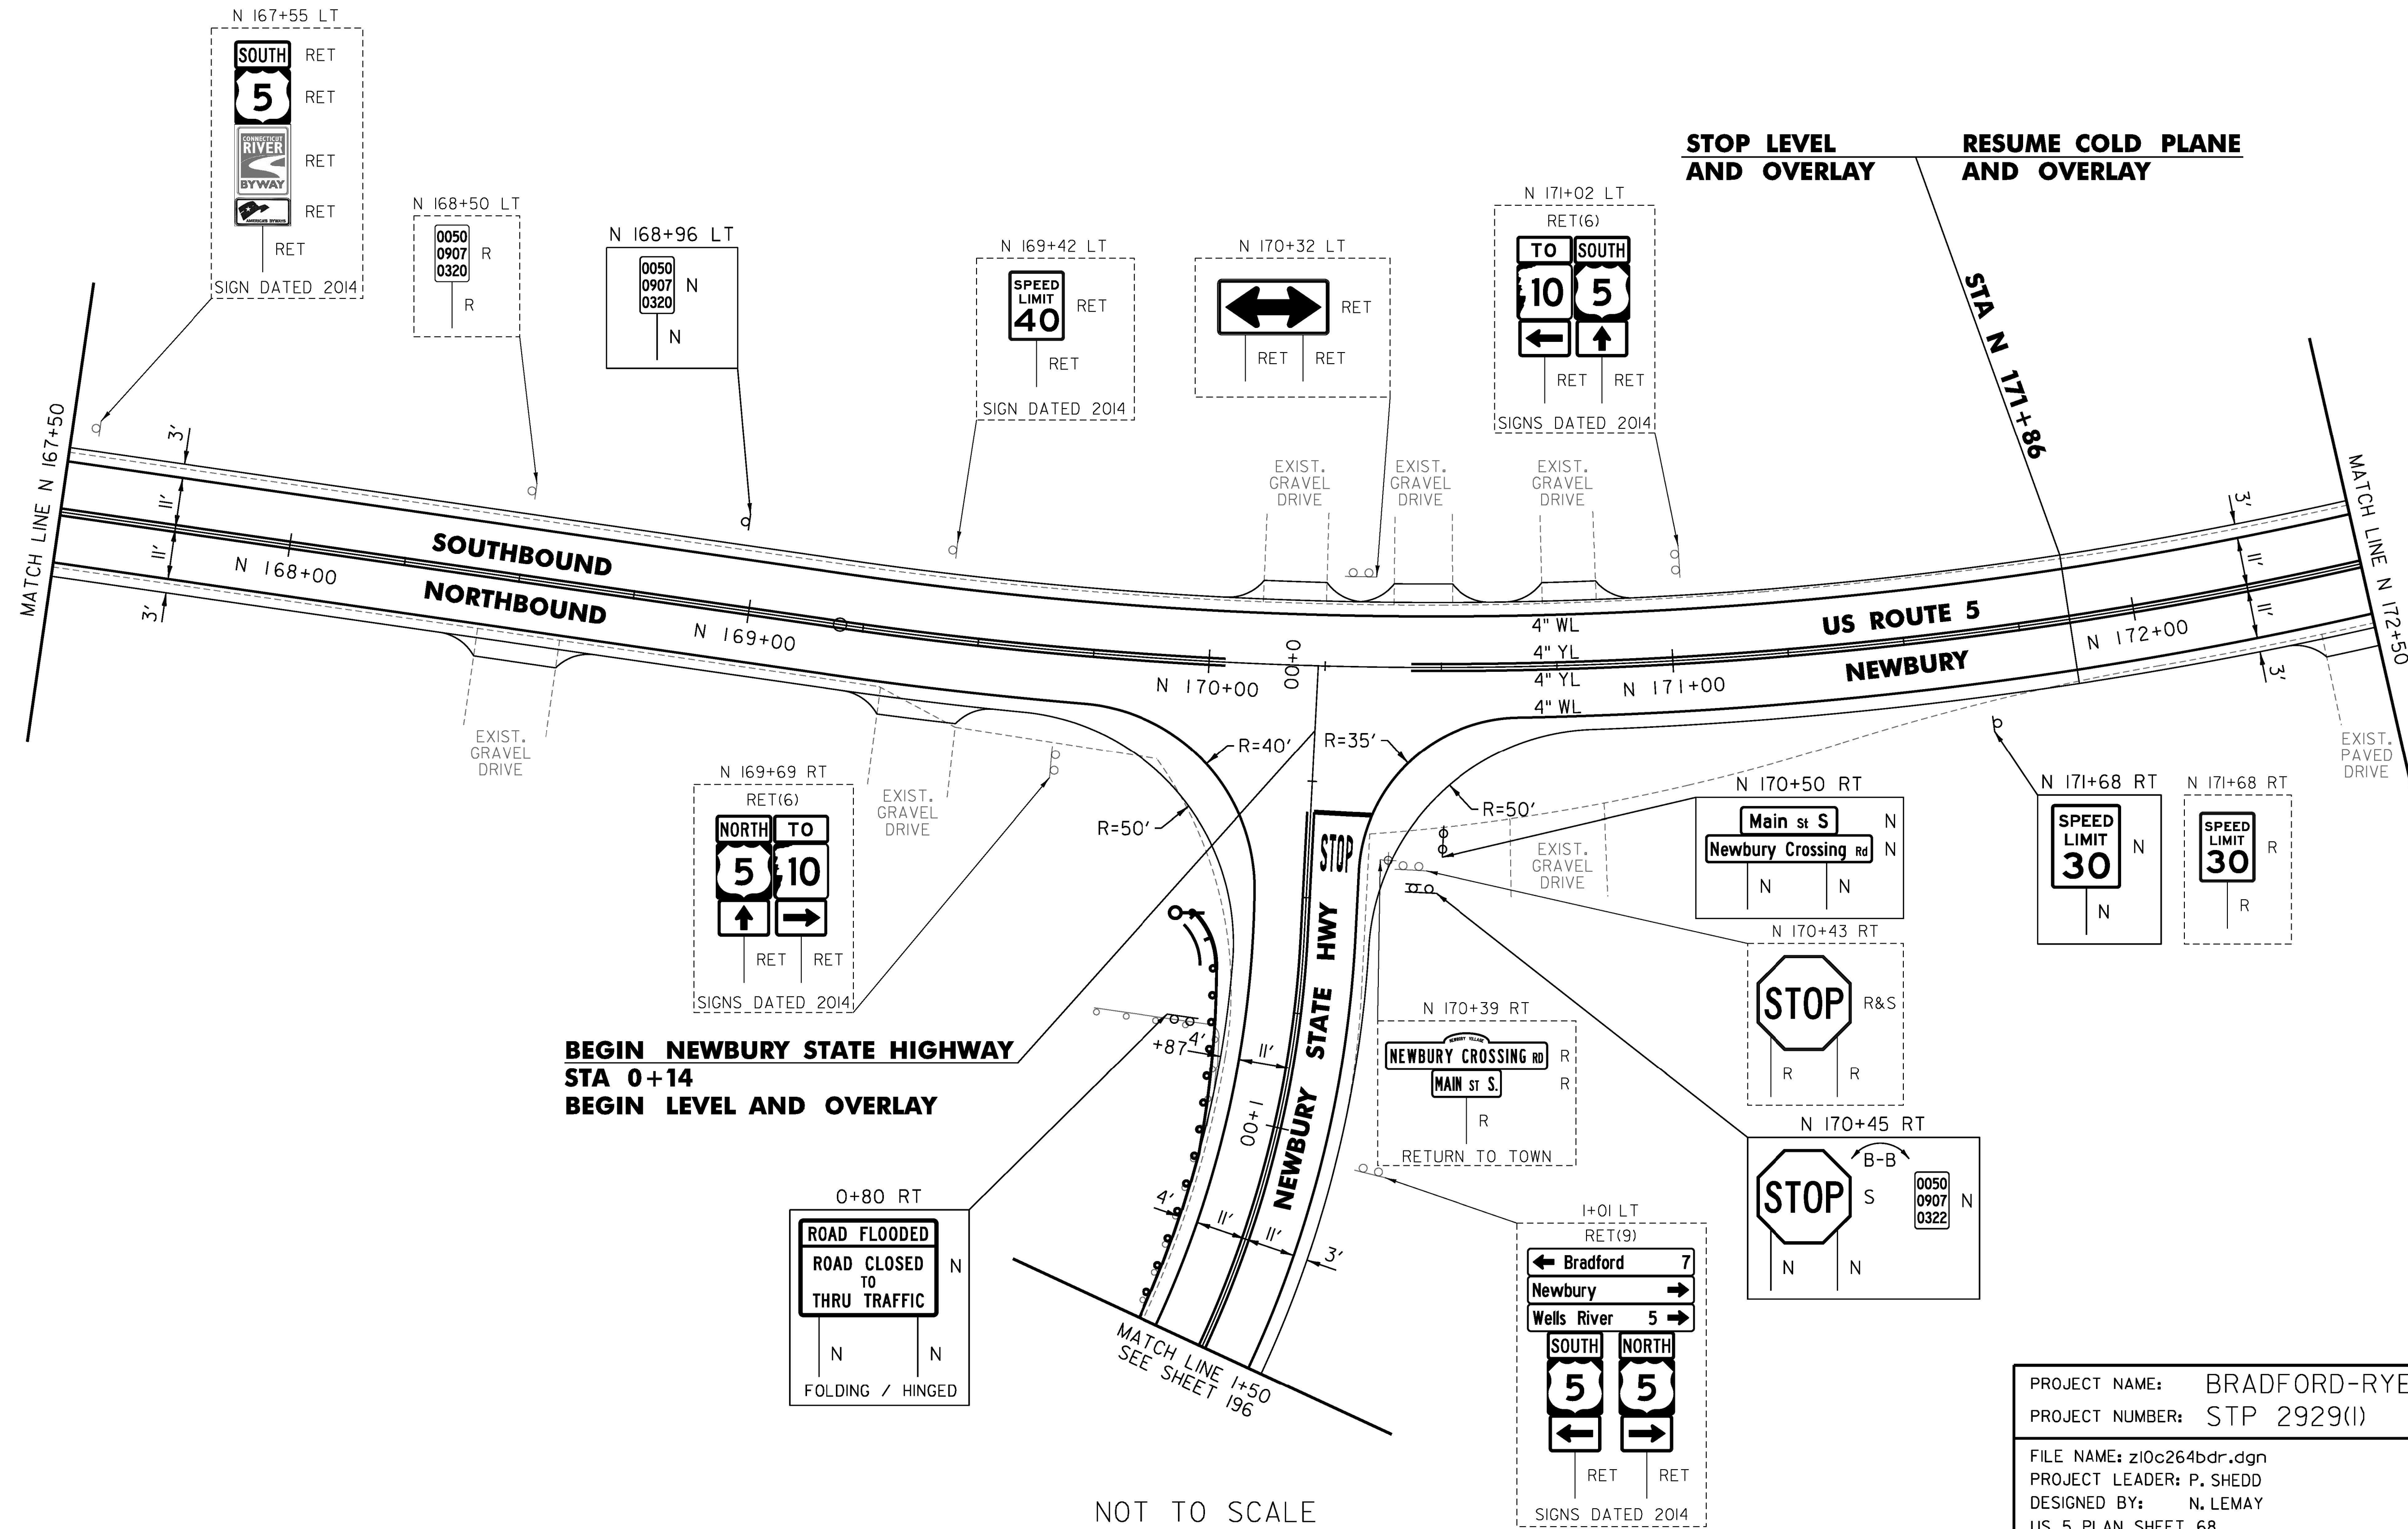 N 167+55 LT
SOUTH RET
5 RET
CONNECTICUT
RIVER
BYWAY
RET
AMERICA'S BYWAYS
RET
RET
SIGN DATED 2014
N 168+50 LT
0050
0907
0320
R
R
N 168+96 LT
0050
0907
0320
N
N
N 169+42 LT
SPEED
LIMIT
40
RET
RET
SIGN DATED 2014
N 170+32 LT
RET
RET RET
N 171+02 LT
RET(6)
TO SOUTH
10 5
RET RET
SIGNS DATED 2014
STOP LEVEL
AND OVERLAY
RESUME COLD PLANE
AND OVERLAY
STA N 171+86
MATCH LINE N 167+50
3'
11'
11'
3'
SOUTHBOUND
NORTHBOUND
N 168+00
N 169+00
N 170+00
0+00
N 171+00
N 172+00
EXIST.
GRAVEL
DRIVE
EXIST.
GRAVEL
DRIVE
EXIST.
GRAVEL
DRIVE
4" WL
4" YL
4" YL
4" WL
US ROUTE 5
NEWBURY
3'
11'
11'
3'
MATCH LINE N 172+50
EXIST.
PAVED
DRIVE
EXIST.
GRAVEL
DRIVE
EXIST.
GRAVEL
DRIVE
R=40'
R=35'
R=50'
R=50'
EXIST.
GRAVEL
DRIVE
N 169+69 RT
RET(6)
NORTH TO
5 10
RET RET
SIGNS DATED 2014
N 170+50 RT
Main St S N
Newbury Crossing Rd N
N N
N 171+68 RT
SPEED
LIMIT
30
N
N
N 171+68 RT
SPEED
LIMIT
30
R
R
STOP
NEWBURY STATE HWY
N 170+43 RT
STOP R&S
R R
N 170+39 RT
NEWBURY VILLAGE
NEWBURY CROSSING RD R
MAIN ST S. R
R
RETURN TO TOWN
BEGIN NEWBURY STATE HIGHWAY
STA 0+14
BEGIN LEVEL AND OVERLAY
+87
4'
11'
1+00
4'
11'
11'
3'
N 170+45 RT
B-B
STOP S
0050
0907
0322
N
N N
0+80 RT
ROAD FLOODED
ROAD CLOSED
TO
THRU TRAFFIC
N
N N
FOLDING / HINGED
1+01 LT
RET(9)
← Bradford 7
Newbury →
Wells River 5 →
SOUTH NORTH
5 5
RET RET
SIGNS DATED 2014
MATCH LINE 1+50
SEE SHEET 196
NOT TO SCALE
PROJECT NAME: BRADFORD-RYE
PROJECT NUMBER: STP 2929(1)
FILE NAME: z10c264bdr.dgn
PROJECT LEADER: P. SHEDD
DESIGNED BY: N. LEMAY
US 5 PLAN SHEET 68